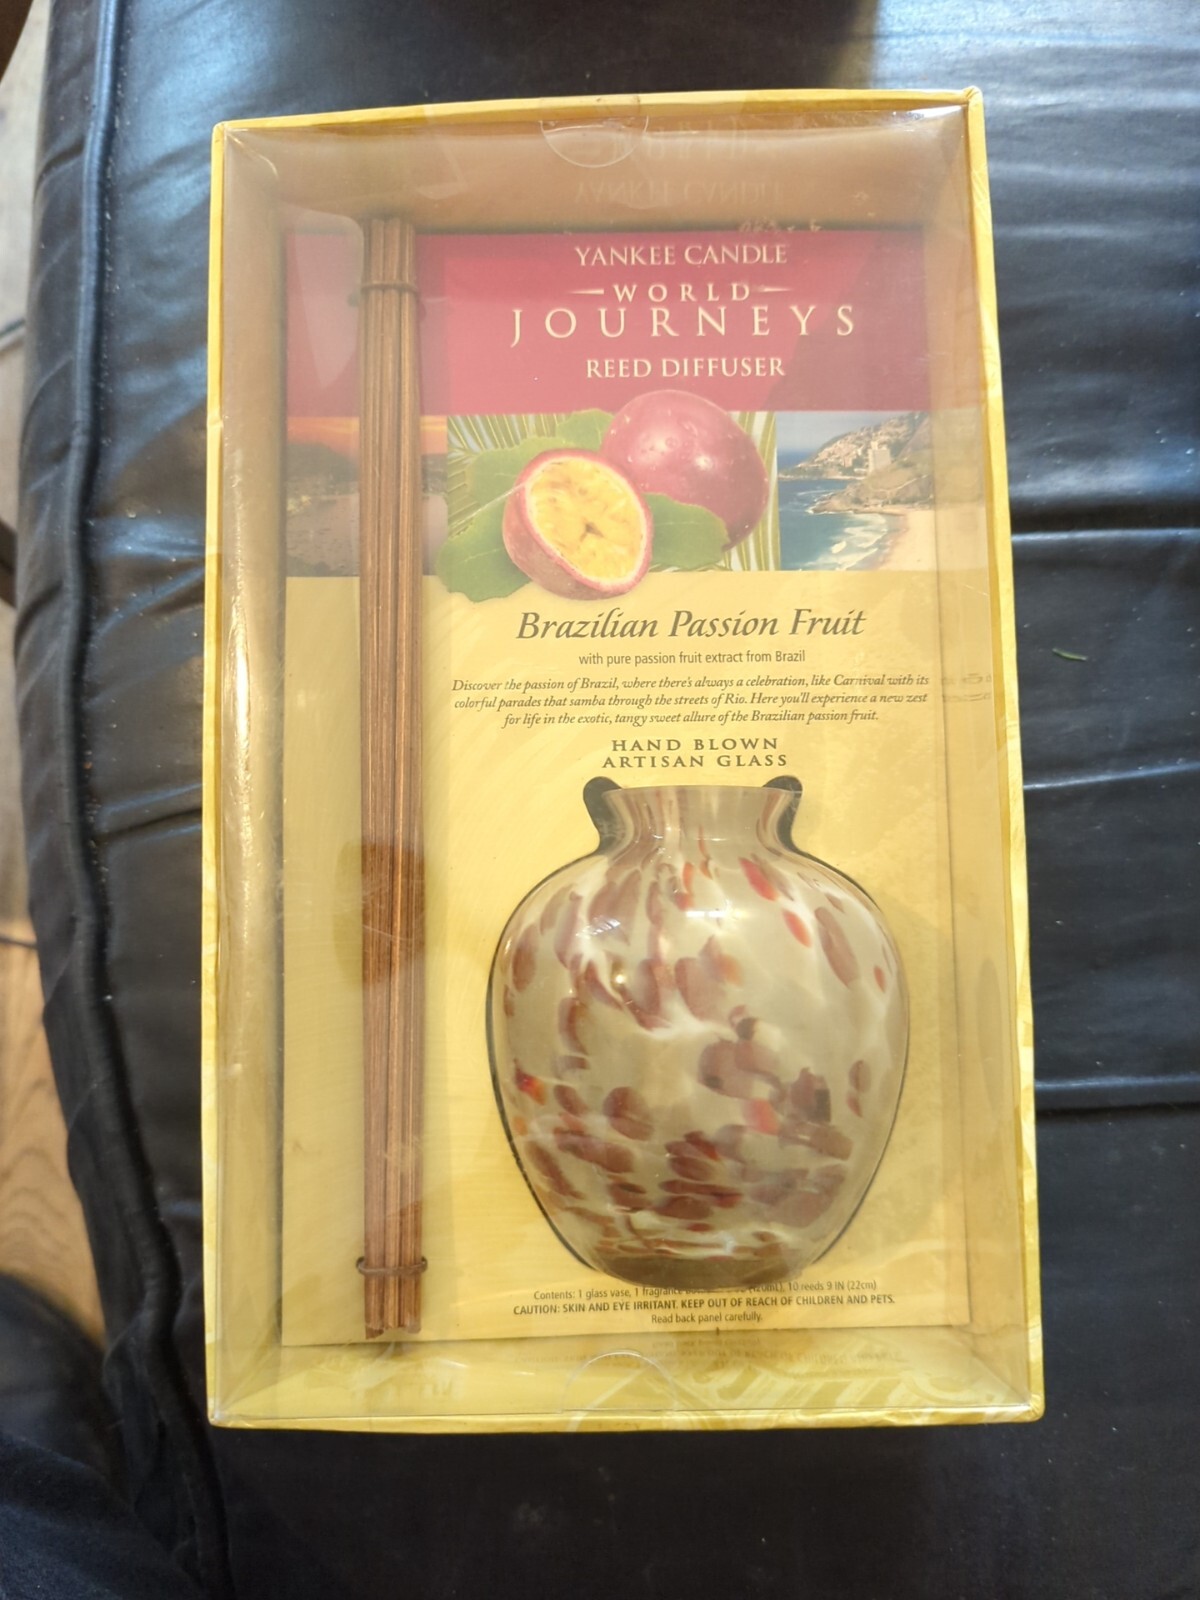 YANKEE CANDLE
WORLD
JOURNEYS
REED DIFFUSER
Brazilian Passion Fruit
with pure passion fruit extract from Brazil
Discover the passion of Brazil, where there's always a celebration, like Carnival with its
colorful parades that samba through the streets of Rio. Here you'll experience a new zest
for life in the exotic, tangy sweet allure of the Brazilian passion fruit.
HAND BLOWN
ARTISAN GLASS
Contents: 1 glass vase, 1 fragrance (120mL), 10 reeds 9 IN (22cm)
CAUTION: SKIN AND EYE IRRITANT. KEEP OUT OF REACH OF CHILDREN AND PETS.
Read back panel carefully.